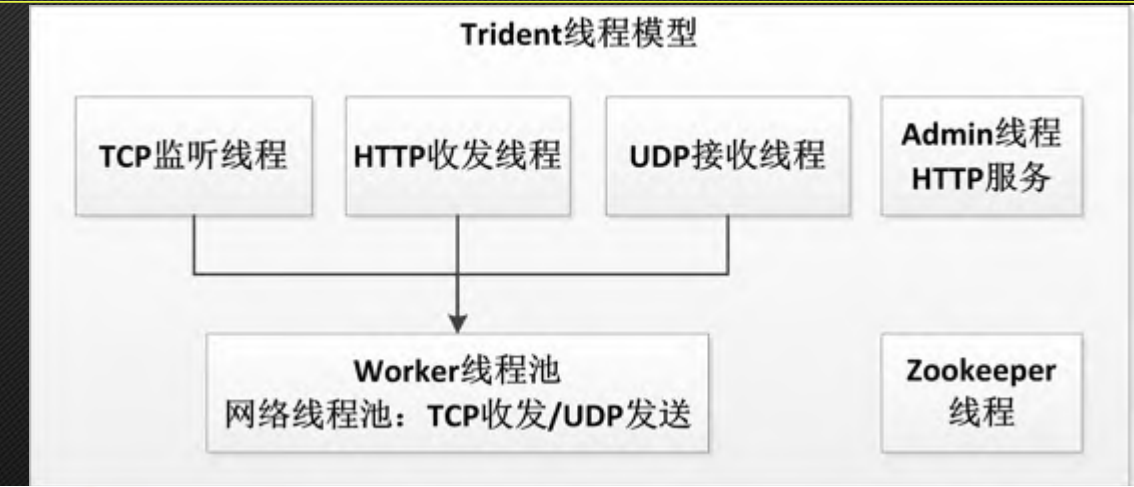 Trident线程模型
TCP监听线程
HTTP收发线程
UDP接收线程
Admin线程
HTTP服务
Worker线程池
网络线程池：TCP收发/UDP发送
Zookeeper
线程